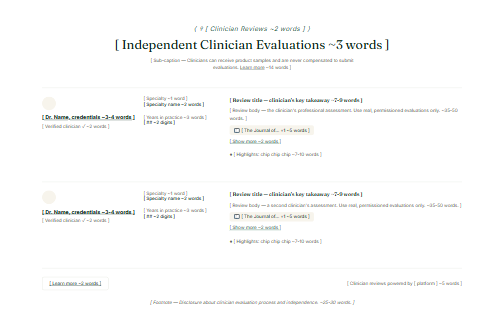 ( ९ [ Clinician Reviews ~2 words ] )
[ Independent Clinician Evaluations ~3 words ]
[ Sub-caption — Clinicians can receive product samples and are never compensated to submit
evaluations. Learn more ~14 words ]
[ Dr. Name, credentials ~3-4 words ]
[ Verified clinician √ ~2 words ]
[ Specialty ~1 word ]
[ Specialty name ~2 words ]
[ Years in practice ~3 words ]
[ ## ~2 digits ]
[ Review title — clinician's key takeaway ~7-9 words ]
[ Review body — the clinician's professional assessment. Use real, permissioned evaluations only. ~35-50
words. ]
[ The Journal of... +1 ~5 words ]
[ Show more ~2 words ]
● [ Highlights: chip chip chip ~7-10 words ]
[ Dr. Name, credentials ~3-4 words ]
[ Verified clinician √ ~2 words ]
[ Specialty ~1 word ]
[ Specialty name ~2 words ]
[ Years in practice ~3 words ]
[ ## ~2 digits ]
[ Review title — clinician's key takeaway ~7-9 words ]
[ Review body — a second clinician's assessment. Use real, permissioned evaluations only. ~35-50 words. ]
[ The Journal of... +1 ~5 words ]
[ Show more ~2 words ]
● [ Highlights: chip chip chip ~7-10 words ]
[ Learn more ~2 words ]
[ Clinician reviews powered by [ platform ] ~5 words ]
[ Footnote — Disclosure about clinician evaluation process and independence. ~25-30 words. ]